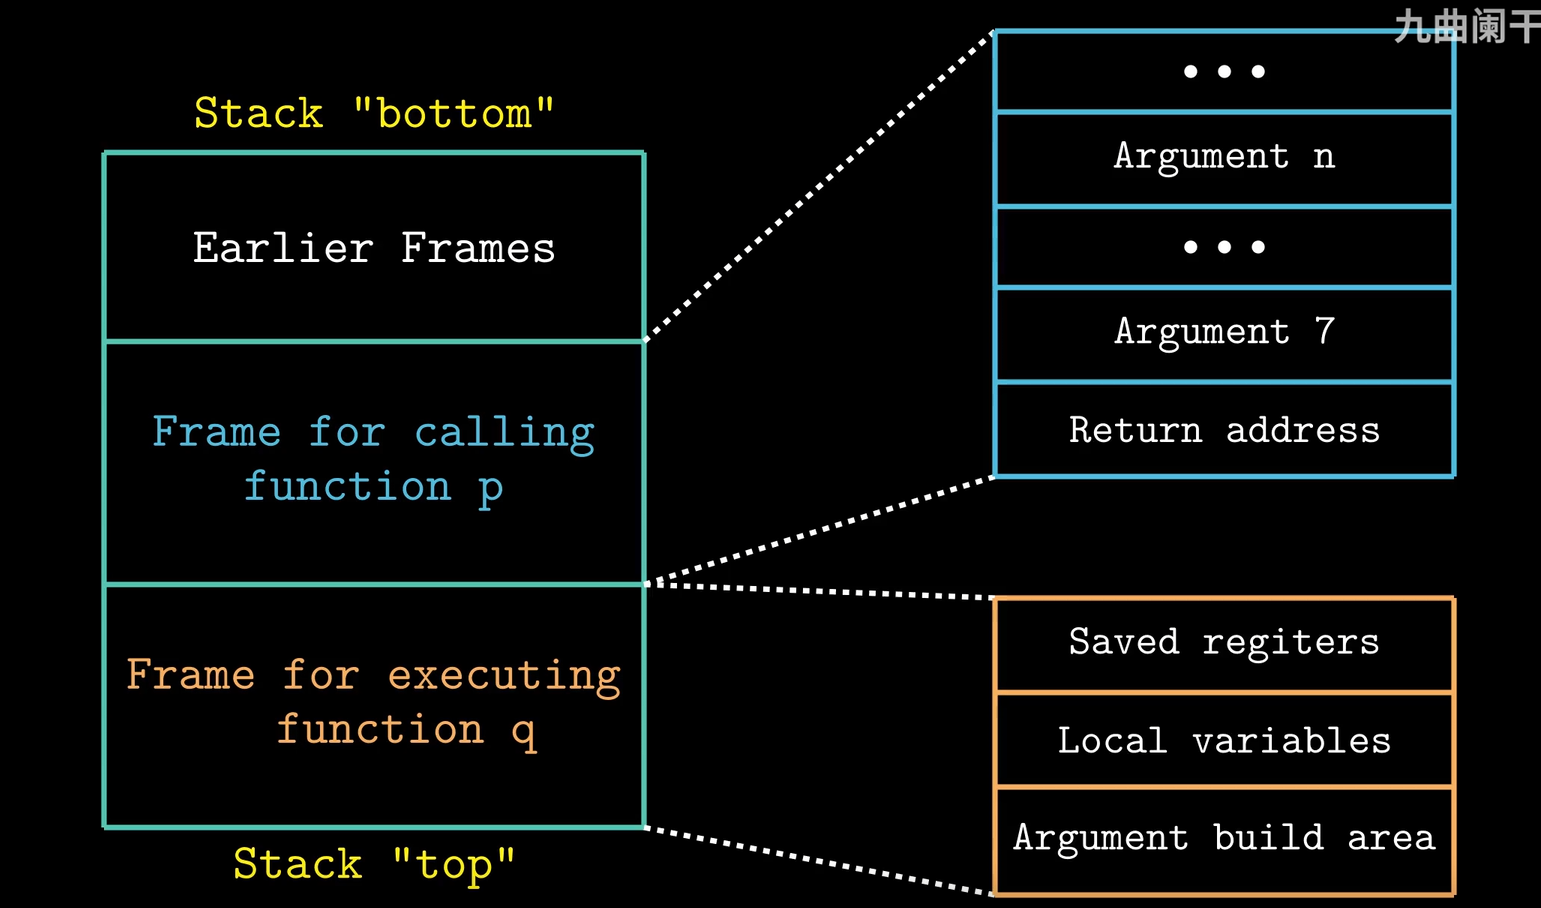 九曲阑干
Stack "bottom"
Earlier Frames
Frame for calling
function p
Frame for executing
function q
Stack "top"
• • •
Argument n
• • •
Argument 7
Return address
Saved regiters
Local variables
Argument build area